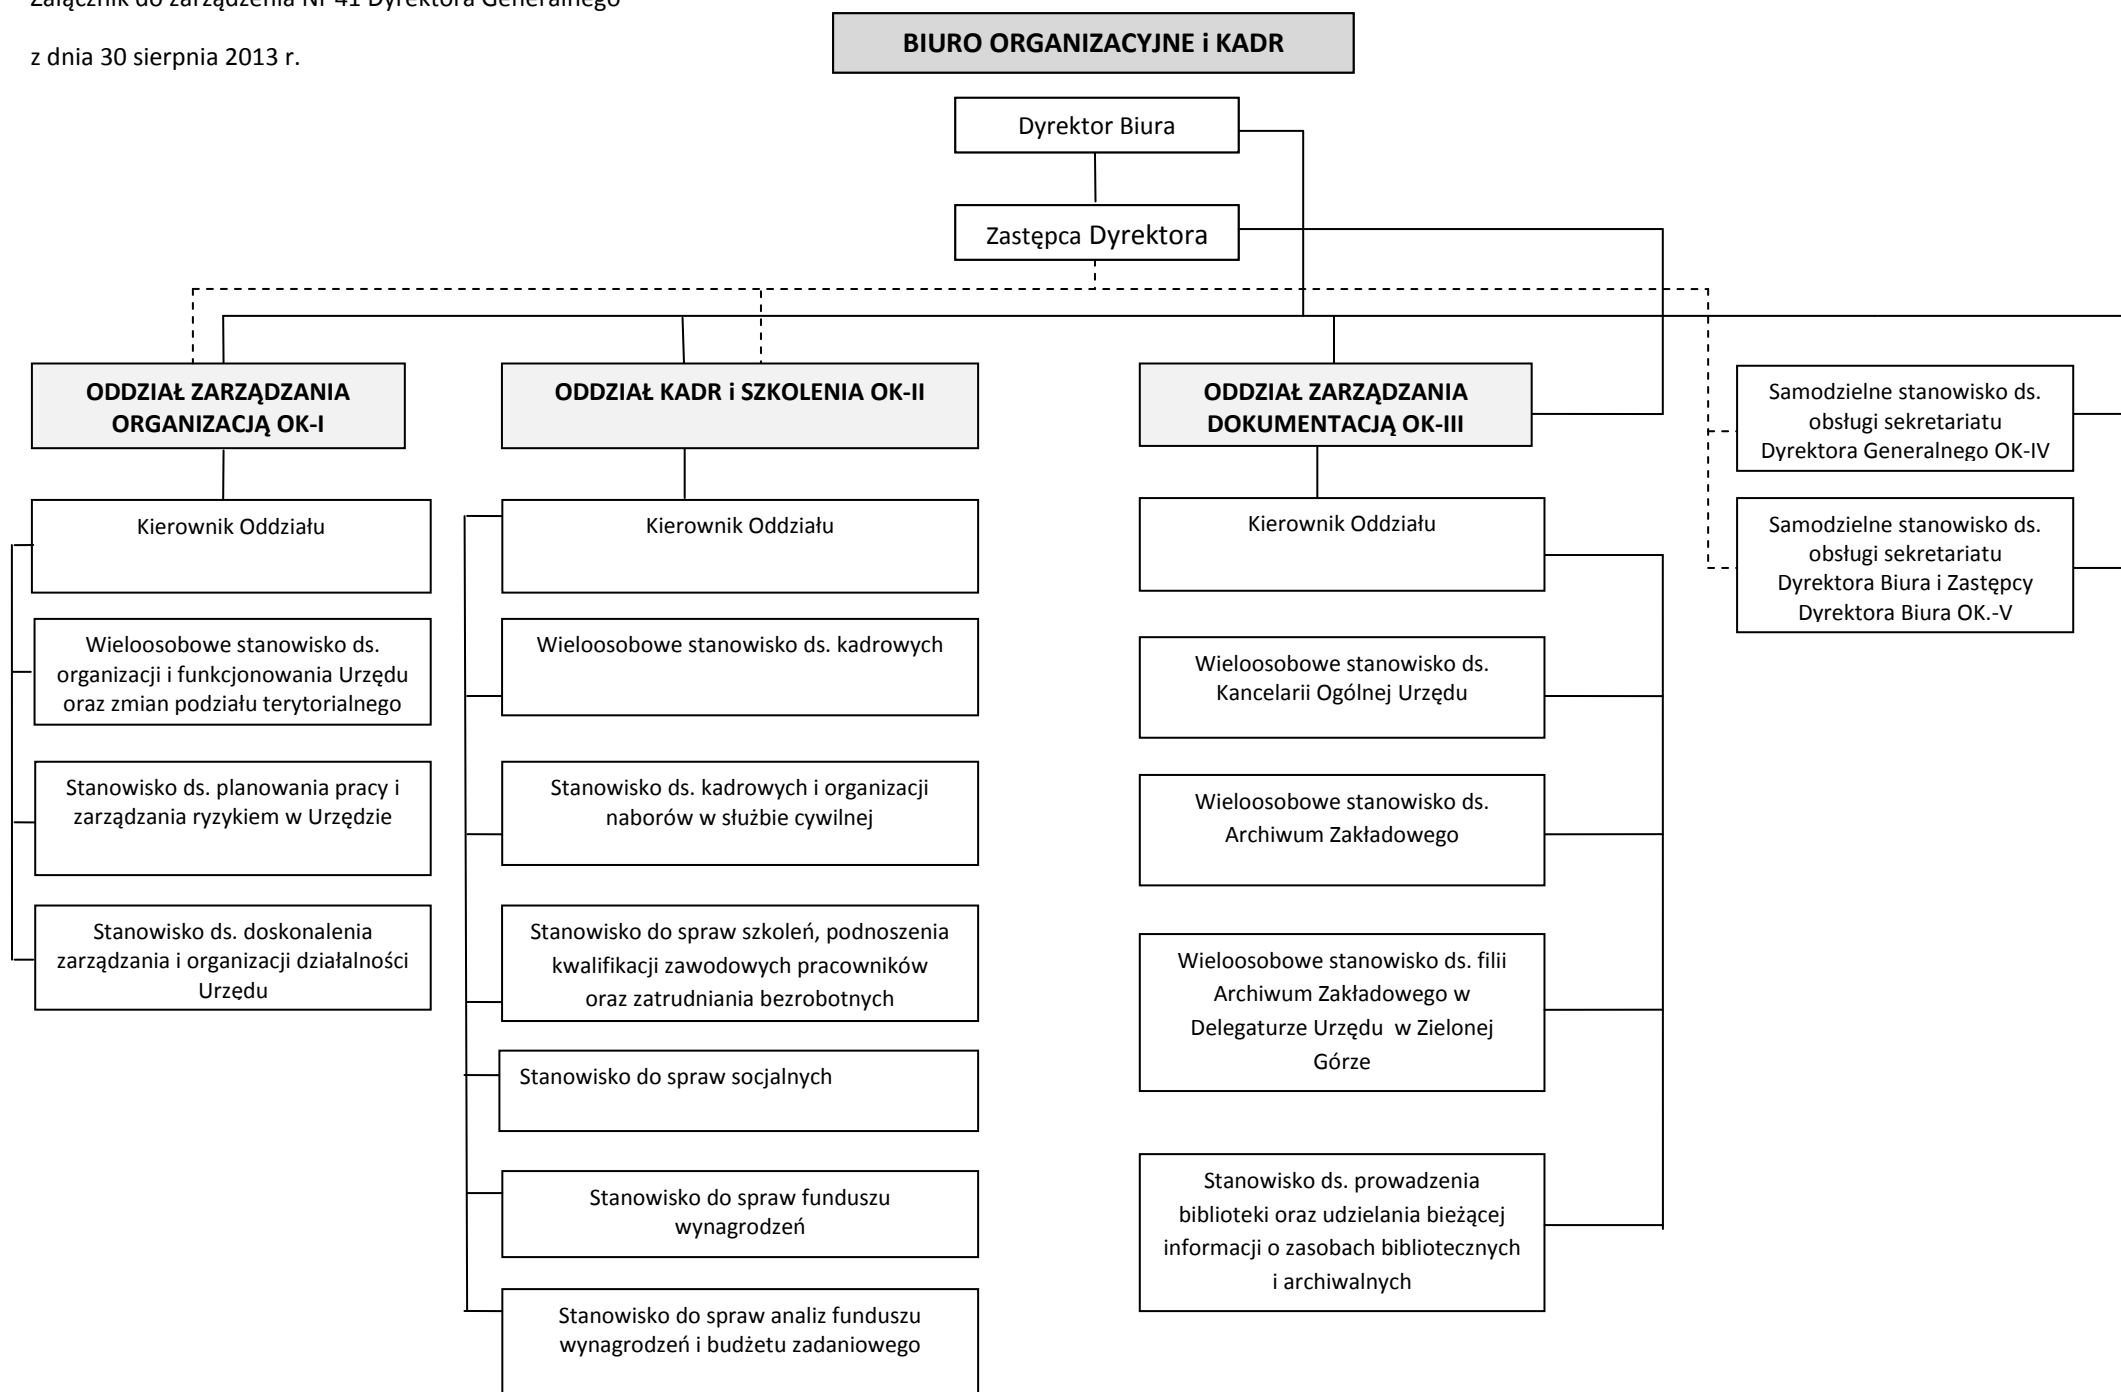 Załącznik do zarządzenia Nr 41 Dyrektora Generalnego
z dnia 30 sierpnia 2013 r.
BIURO ORGANIZACYJNE i KADR
Dyrektor Biura
Zastępca Dyrektora
ODDZIAŁ ZARZĄDZANIA
ORGANIZACJĄ OK-I
Kierownik Oddziału
Wieloosobowe stanowisko ds.
organizacji i funkcjonowania Urzędu
oraz zmian podziału terytorialnego
Stanowisko ds. planowania pracy i
zarządzania ryzykiem w Urzędzie
Stanowisko ds. doskonalenia
zarządzania i organizacji działalności
Urzędu
ODDZIAŁ KADR i SZKOLENIA OK-II
Kierownik Oddziału
Wieloosobowe stanowisko ds. kadrowych
Stanowisko ds. kadrowych i organizacji
naborów w służbie cywilnej
Stanowisko do spraw szkoleń, podnoszenia
kwalifikacji zawodowych pracowników
oraz zatrudniania bezrobotnych
Stanowisko do spraw socjalnych
Stanowisko do spraw funduszu
wynagrodzeń
Stanowisko do spraw analiz funduszu
wynagrodzeń i budżetu zadaniowego
ODDZIAŁ ZARZĄDZANIA
DOKUMENTACJĄ OK-III
Kierownik Oddziału
Wieloosobowe stanowisko ds.
Kancelarii Ogólnej Urzędu
Wieloosobowe stanowisko ds.
Archiwum Zakładowego
Wieloosobowe stanowisko ds. filii
Archiwum Zakładowego w
Delegaturze Urzędu w Zielonej
Górze
Stanowisko ds. prowadzenia
biblioteki oraz udzielania bieżącej
informacji o zasobach bibliotecznych
i archiwalnych
Samodzielne stanowisko ds.
obsługi sekretariatu
Dyrektora Generalnego OK-IV
Samodzielne stanowisko ds.
obsługi sekretariatu
Dyrektora Biura i Zastępcy
Dyrektora Biura OK.-V